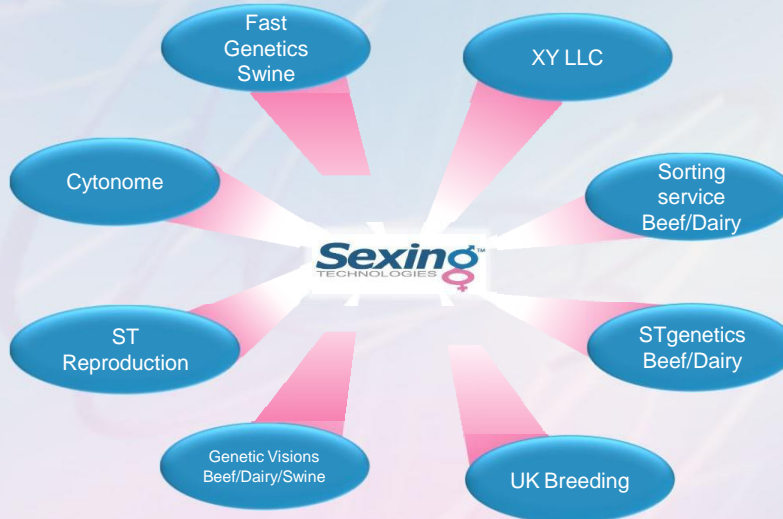 Fast
Genetics
Swine
XY LLC
Cytonome
Sorting
service
Beef/Dairy
Sexing™
TECHNOLOGIES
ST
Reproduction
STgenetics
Beef/Dairy
Genetic Visions
Beef/Dairy/Swine
UK Breeding